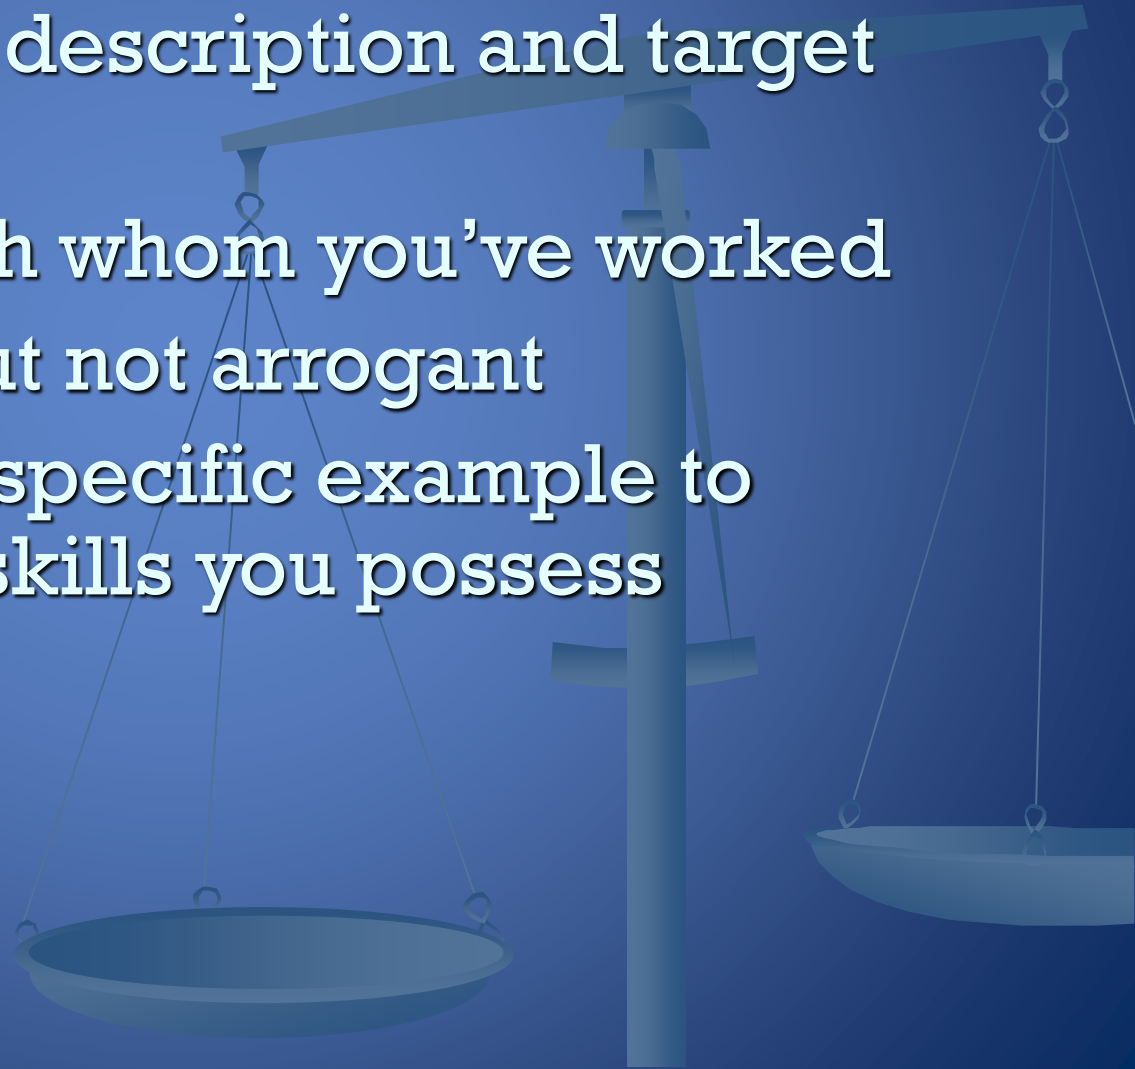 description and target
h whom you’ve worked
ut not arrogant
specific example to
skills you possess